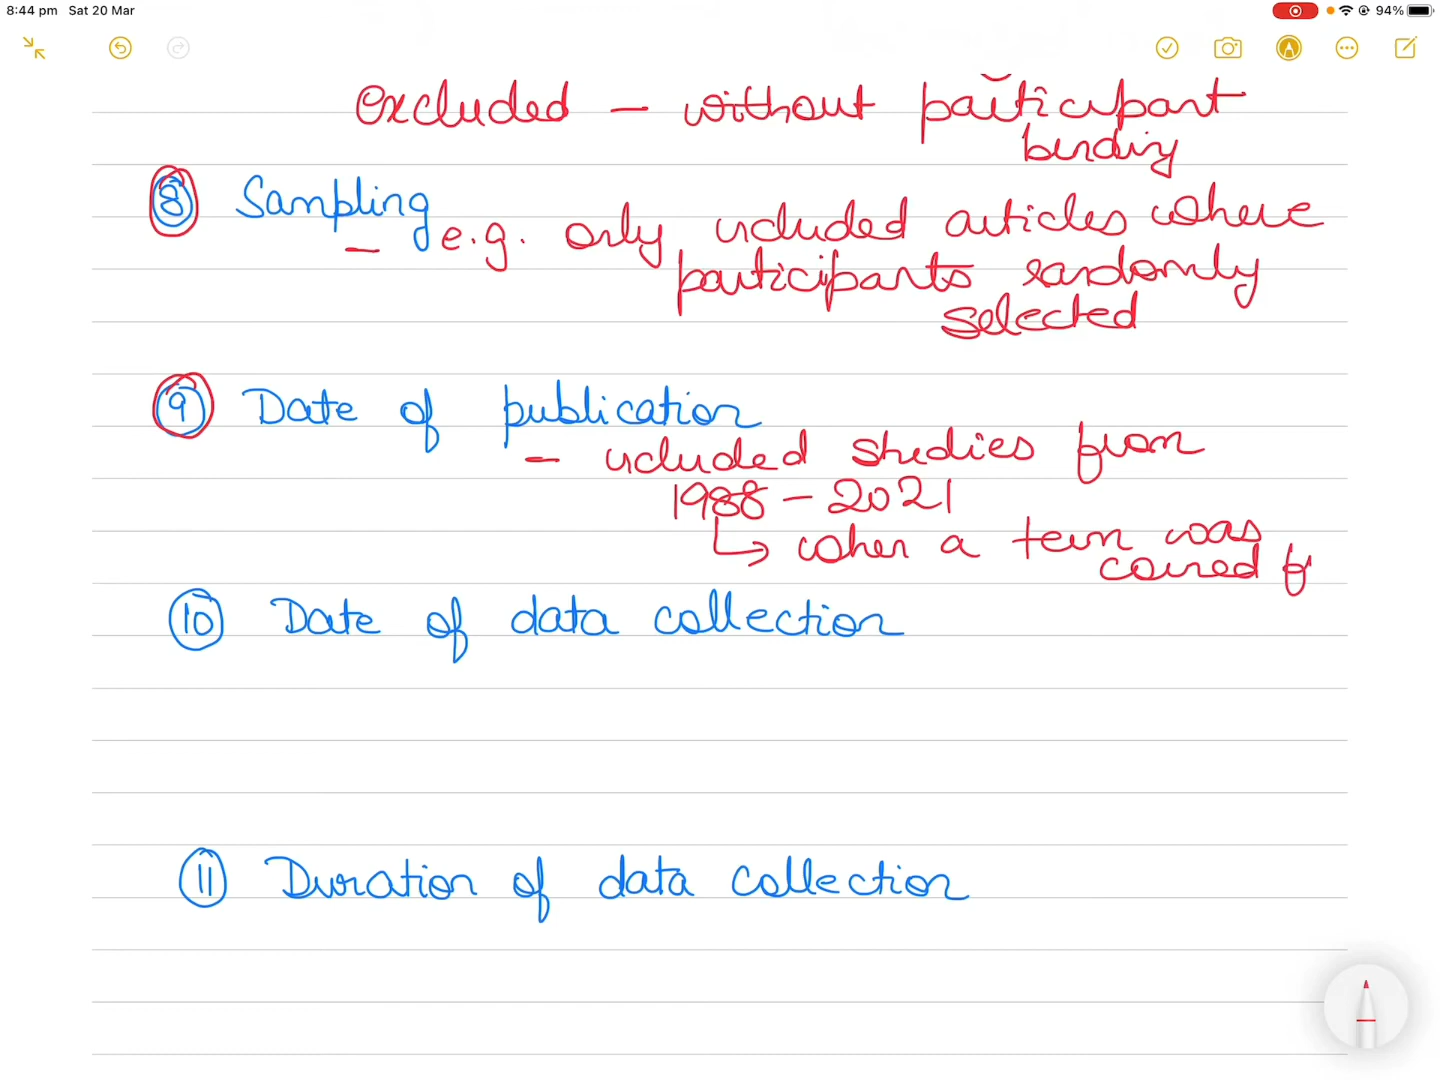 8:44 pm Sat 20 Mar 94%
excluded - without participant
blinding
8 Sampling
- e.g. only included articles where
participants randomly
selected
9 Date of publication
- included studies from
1988 - 2021
↳ when a term was
coined f
10 Date of data collection
11 Duration of data collection